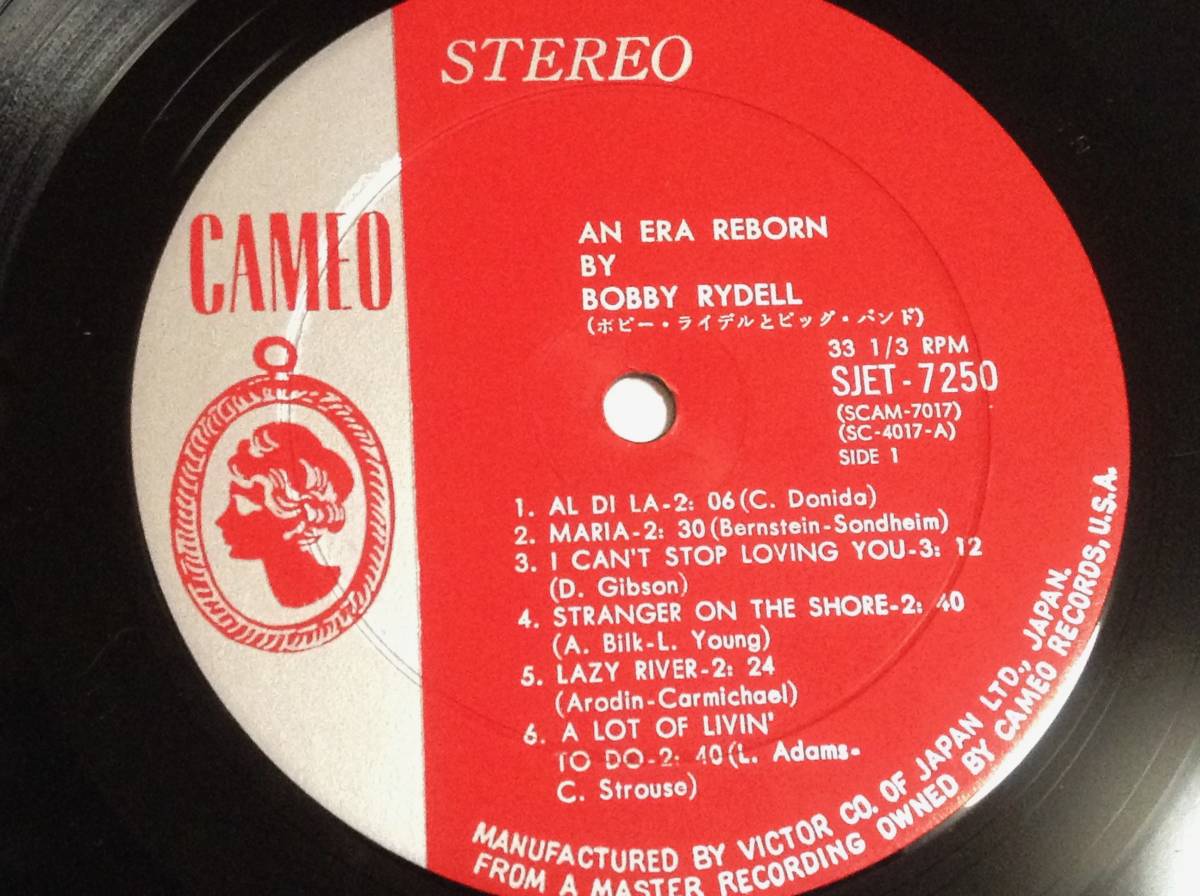 STEREO
CAMEO
AN ERA REBORN
BY
BOBBY RYDELL
(ボビー・ライデルとビッグ・バンド)
33 1/3 RPM
SJET-7250
(SCAM-7017)
(SC-4017-A)
SIDE 1
1. AL DI LA-2: 06 (C. Donida)
2. MARIA-2: 30 (Bernstein-Sondheim)
3. I CAN'T STOP LOVING YOU-3: 12
(D. Gibson)
4. STRANGER ON THE SHORE-2: 40
(A. Bilk-L. Young)
5. LAZY RIVER-2: 24
(Arodin-Carmichael)
6. A LOT OF LIVIN'
TO DO-2: 40 (L. Adams-
C. Strouse)
MANUFACTURED BY VICTOR CO. OF JAPAN LTD., JAPAN.
FROM A MASTER RECORDING OWNED BY CAMEO RECORDS, U.S.A.